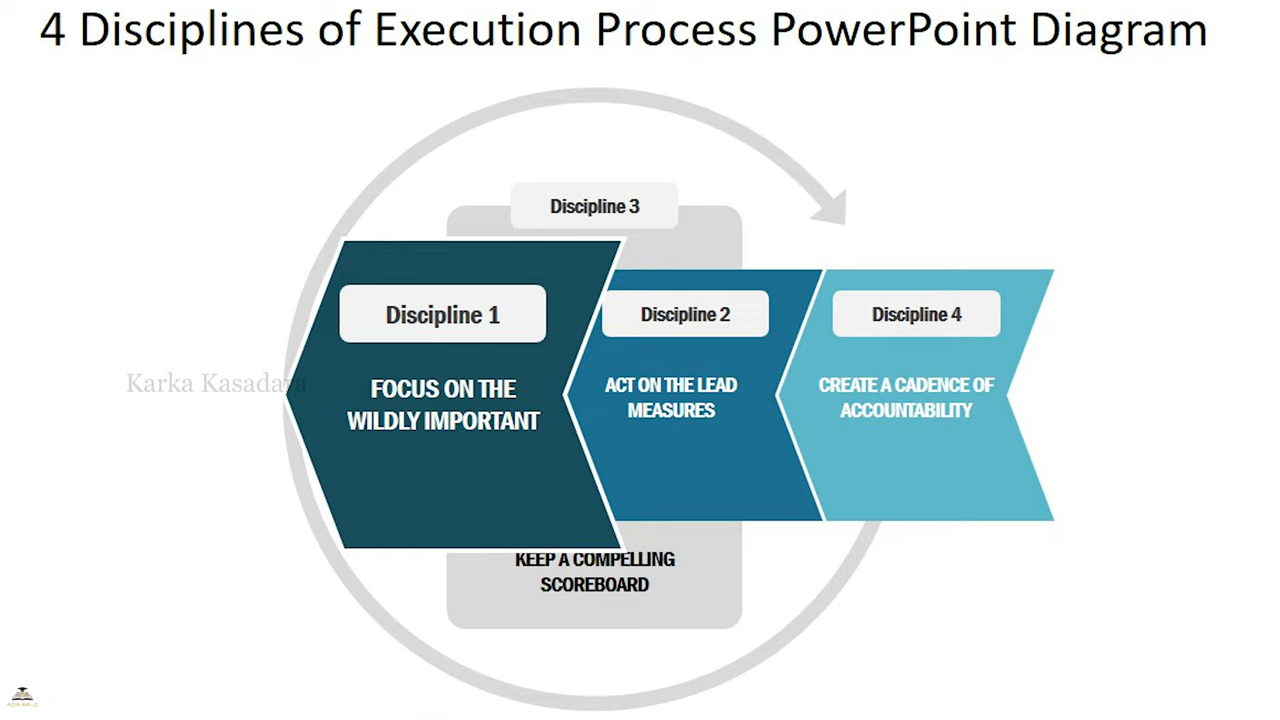 4 Disciplines of Execution Process PowerPoint Diagram
Discipline 3
Discipline 1
FOCUS ON THE
WILDLY IMPORTANT
Discipline 2
ACT ON THE LEAD
MEASURES
Discipline 4
CREATE A CADENCE OF
ACCOUNTABILITY
KEEP A COMPELLING
SCOREBOARD
Karka Kasadara